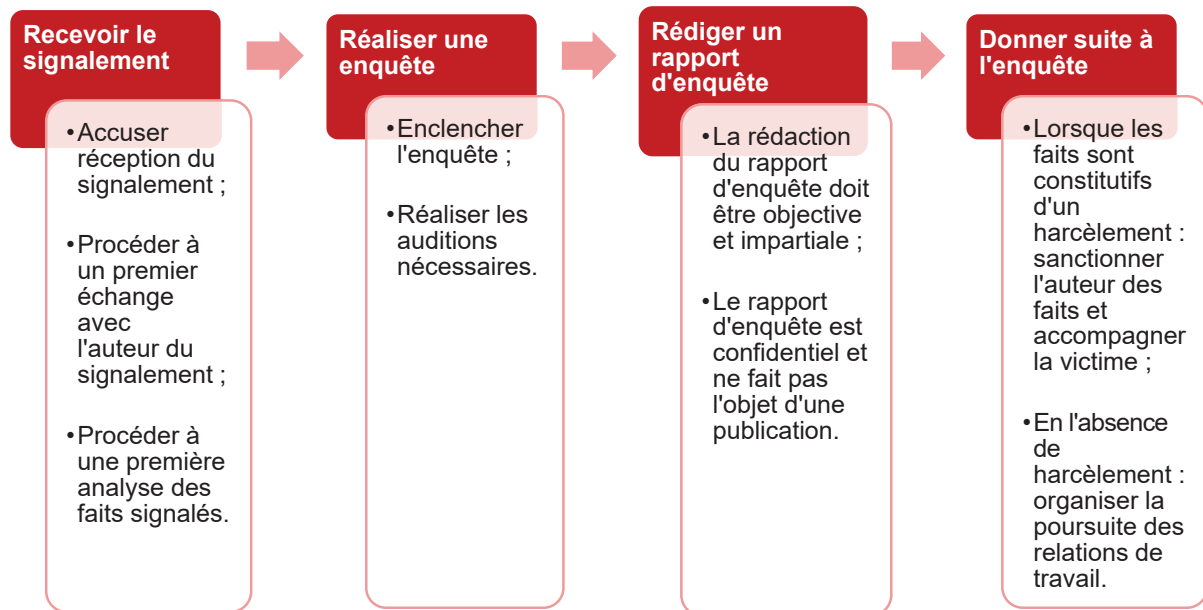 Recevoir le
signalement
•Accuser
réception du
signalement ;
•Procéder à
un premier
échange
avec
l'auteur du
signalement ;
•Procéder à
une première
analyse des
faits signalés.
Réaliser une
enquête
•Enclencher
l'enquête ;
•Réaliser les
auditions
nécessaires.
Rédiger un
rapport
d'enquête
•La rédaction
du rapport
d'enquête doit
être objective
et impartiale ;
•Le rapport
d'enquête est
confidentiel et
ne fait pas
l'objet d'une
publication.
Donner suite à
l'enquête
•Lorsque les
faits sont
constitutifs
d'un
harcèlement :
sanctionner
l'auteur des
faits et
accompagner
la victime ;
•En l'absence
de
harcèlement :
organiser la
poursuite des
relations de
travail.